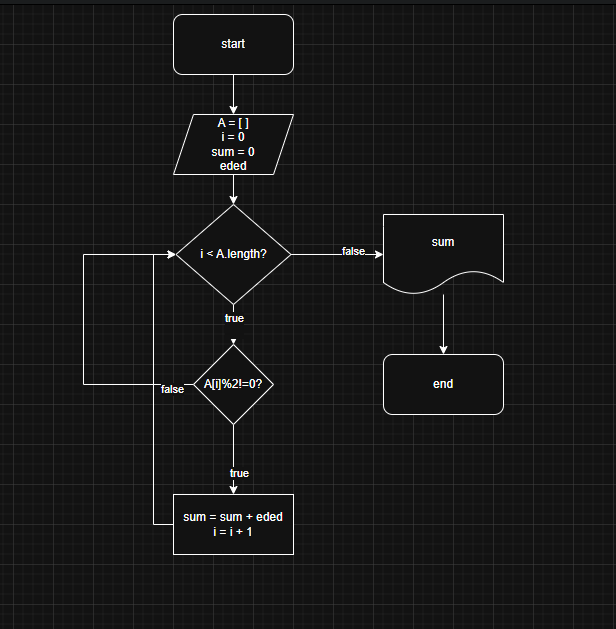 start
A = [ ]
i = 0
sum = 0
eded
i < A.length?
false
sum
true
end
A[i]%2!=0?
false
true
sum = sum + eded
i = i + 1